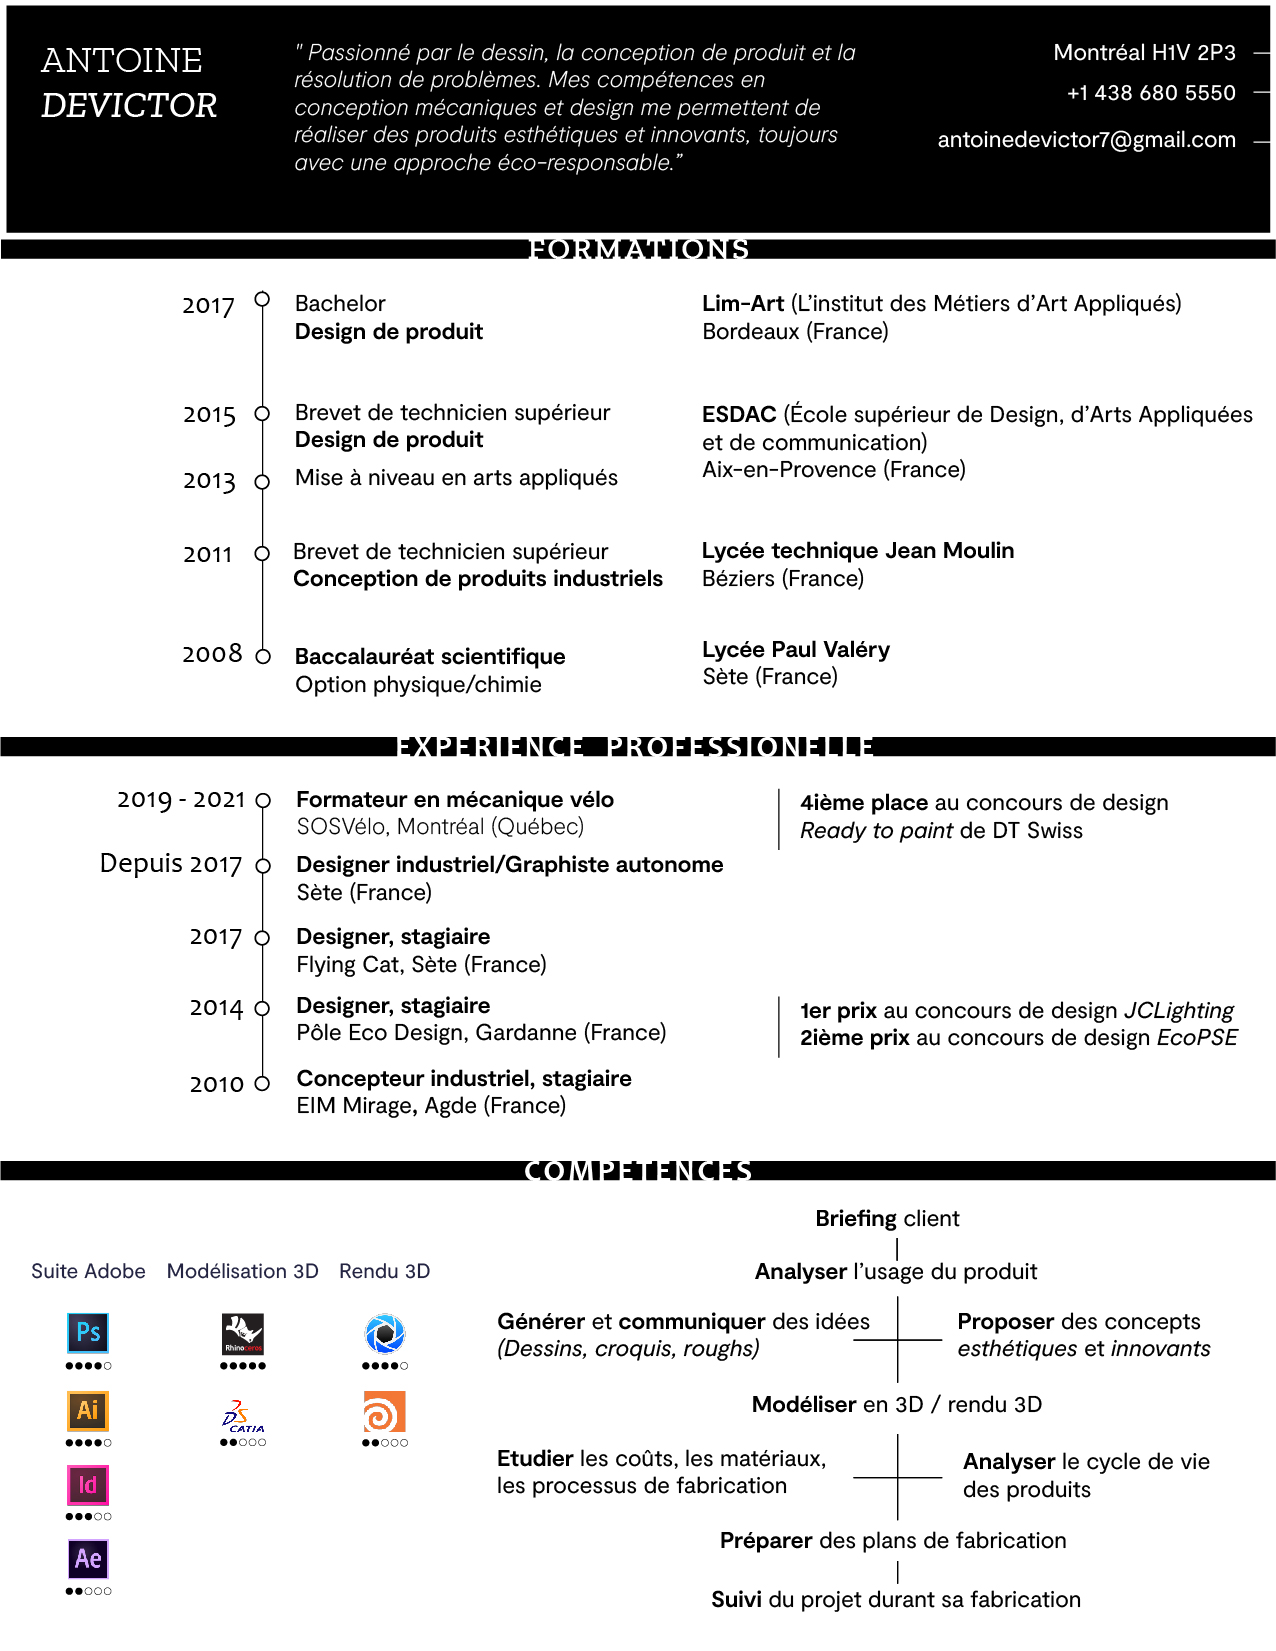 ANTOINE
DEVICTOR
" Passionné par le dessin, la conception de produit et la
résolution de problèmes. Mes compétences en
conception mécaniques et design me permettent de
réaliser des produits esthétiques et innovants, toujours
avec une approche éco-responsable.”
Montréal H1V 2P3
+1 438 680 5550
antoinedevictor7@gmail.com
FORMATIONS
2017
Bachelor
Design de produit
Lim-Art (L’institut des Métiers d’Art Appliqués)
Bordeaux (France)
2015
Brevet de technicien supérieur
Design de produit
2013
Mise à niveau en arts appliqués
ESDAC (École supérieur de Design, d’Arts Appliquées
et de communication)
Aix-en-Provence (France)
2011
Brevet de technicien supérieur
Conception de produits industriels
Lycée technique Jean Moulin
Béziers (France)
2008
Baccalauréat scientifique
Option physique/chimie
Lycée Paul Valéry
Sète (France)
EXPERIENCE PROFESSIONELLE
2019 - 2021
Formateur en mécanique vélo
SOSVélo, Montréal (Québec)
4ième place au concours de design
Ready to paint de DT Swiss
Depuis 2017
Designer industriel/Graphiste autonome
Sète (France)
2017
Designer, stagiaire
Flying Cat, Sète (France)
2014
Designer, stagiaire
Pôle Eco Design, Gardanne (France)
1er prix au concours de design JCLighting
2ième prix au concours de design EcoPSE
2010
Concepteur industriel, stagiaire
EIM Mirage, Agde (France)
COMPETENCES
Suite Adobe
Modélisation 3D
Rendu 3D
Ps
Rhinoceros
Ai
CATIA
Id
Ae
Briefing client
Analyser l’usage du produit
Générer et communiquer des idées
(Dessins, croquis, roughs)
Proposer des concepts
esthétiques et innovants
Modéliser en 3D / rendu 3D
Etudier les coûts, les matériaux,
les processus de fabrication
Analyser le cycle de vie
des produits
Préparer des plans de fabrication
Suivi du projet durant sa fabrication